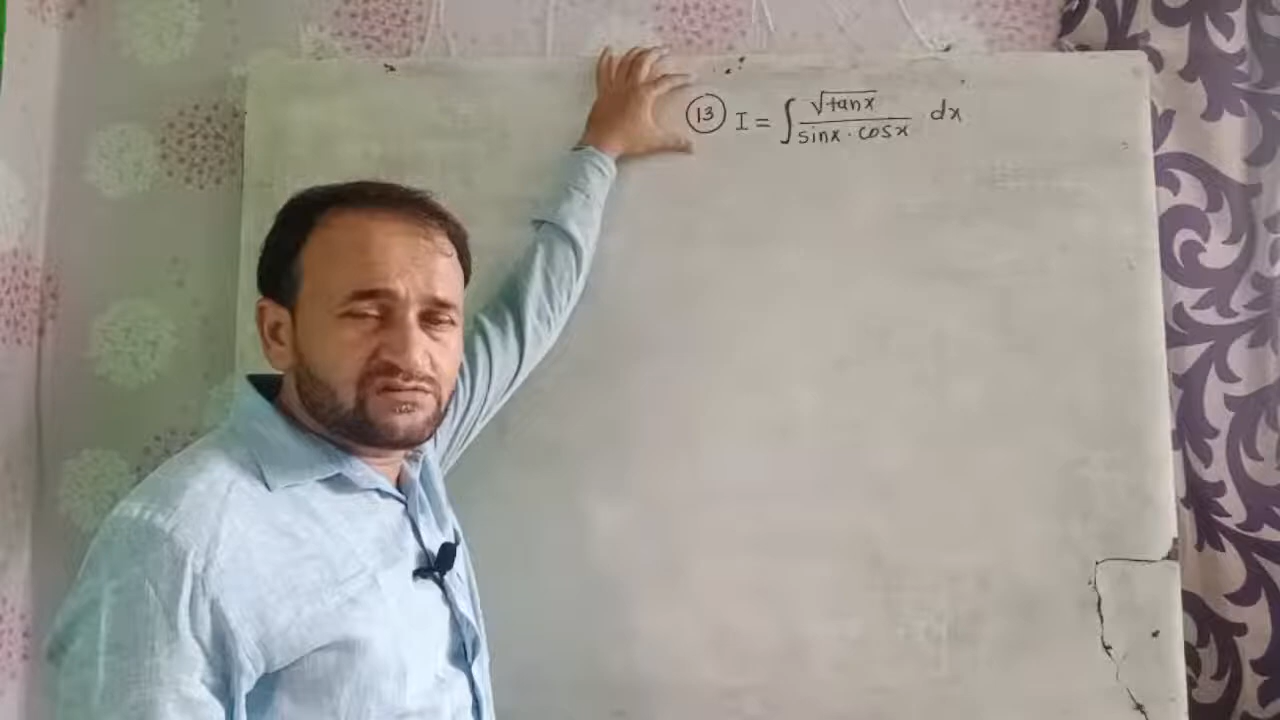 ⑬ I = ∫ √tanx / sinx · cosx dx